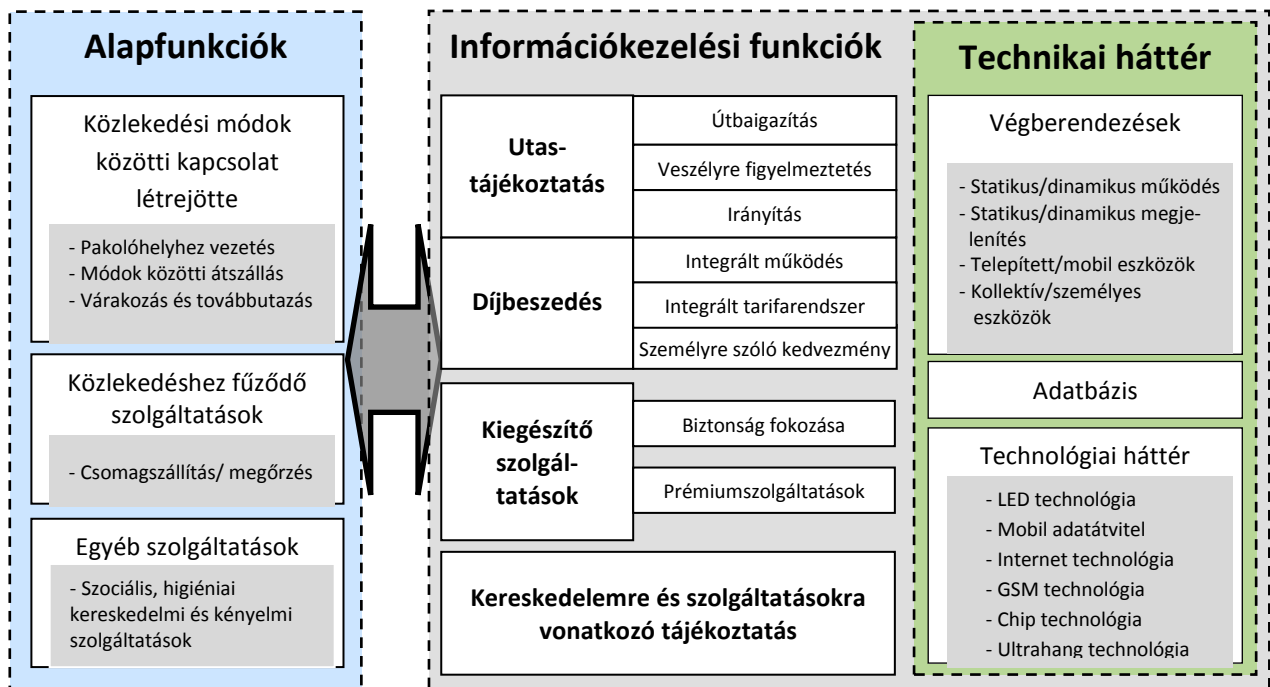 Alapfunkciók
Közlekedési módok
közötti kapcsolat
létrejötte
- Pakolóhelyhez vezetés
- Módok közötti átszállás
- Várakozás és továbbutazás
Közlekedéshez fűződő
szolgáltatások
- Csomagszállítás/ megőrzés
Egyéb szolgáltatások
- Szociális, higiéniai
kereskedelmi és kényelmi
szolgáltatások
Információkezelési funkciók
Utas-
tájékoztatás
Útbaigazítás
Veszélyre figyelmeztetés
Irányítás
Díjbeszedés
Integrált működés
Integrált tarifarendszer
Személyre szóló kedvezmény
Kiegészítő
szolgál-
tatások
Biztonság fokozása
Prémiumszolgáltatások
Kereskedelemre és szolgáltatásokra
vonatkozó tájékoztatás
Technikai háttér
Végberendezések
- Statikus/dinamikus működés
- Statikus/dinamikus megje-
lenítés
- Telepített/mobil eszközök
- Kollektív/személyes
eszközök
Adatbázis
Technológiai háttér
- LED technológia
- Mobil adatátvitel
- Internet technológia
- GSM technológia
- Chip technológia
- Ultrahang technológia